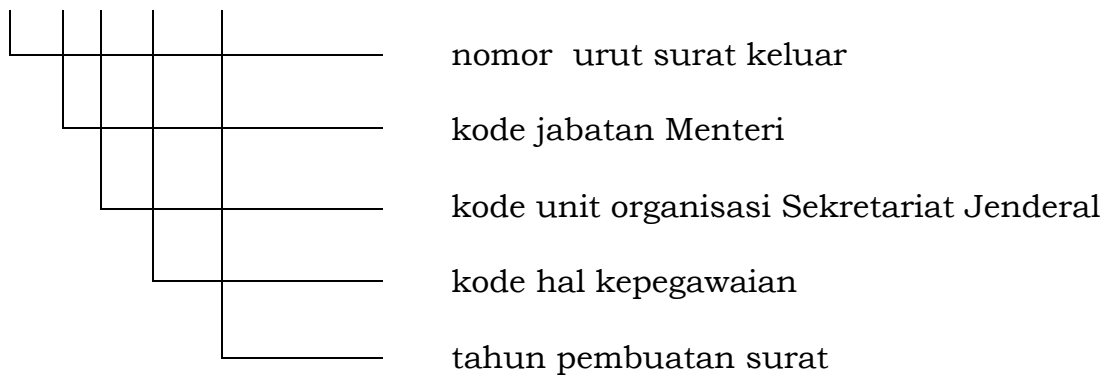 nomor urut surat keluar
kode jabatan Menteri
kode unit organisasi Sekretariat Jenderal
kode hal kepegawaian
tahun pembuatan surat